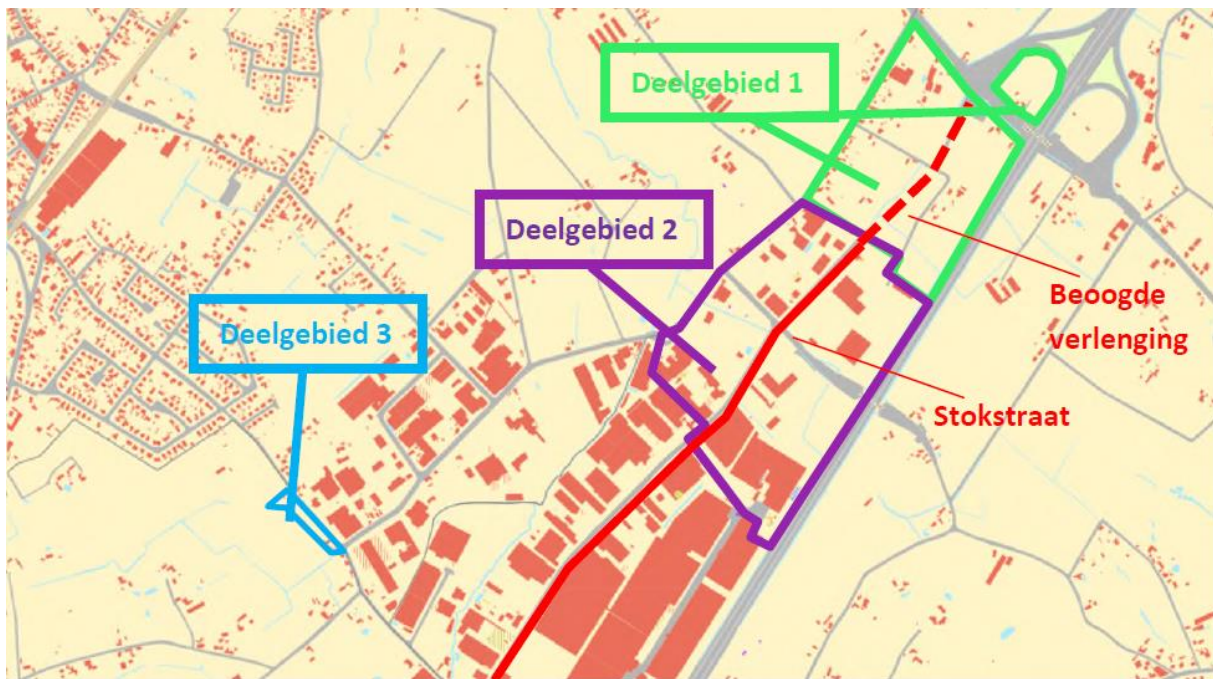 Deelgebied 1
Deelgebied 2
Deelgebied 3
Beoogde
verlenging
Stokstraat